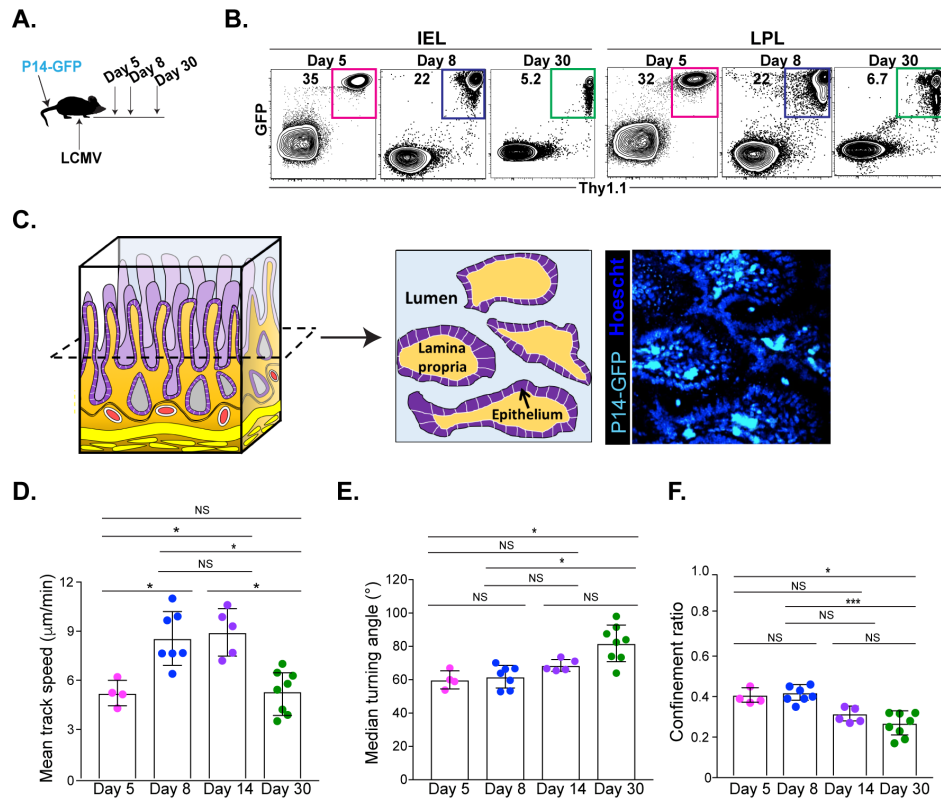 A.
P14-GFP
Day 5
Day 8
Day 30
LCMV
B.
IEL
LPL
Day 5
Day 8
Day 30
Day 5
Day 8
Day 30
35
22
5.2
32
22
6.7
GFP
Thy1.1
C.
Lumen
Lamina
propria
Epithelium
P14-GFP Hoescht
D.
NS
*
*
NS
*
*
Mean track speed (μm/min)
12
9
6
3
0
Day 5 Day 8 Day 14 Day 30
E.
*
NS
*
NS
NS
NS
Median turning angle (°)
120
100
80
60
40
20
0
Day 5 Day 8 Day 14 Day 30
F.
*
NS
***
NS
NS
NS
Confinement ratio
1.0
0.8
0.6
0.4
0.2
0
Day 5 Day 8 Day 14 Day 30